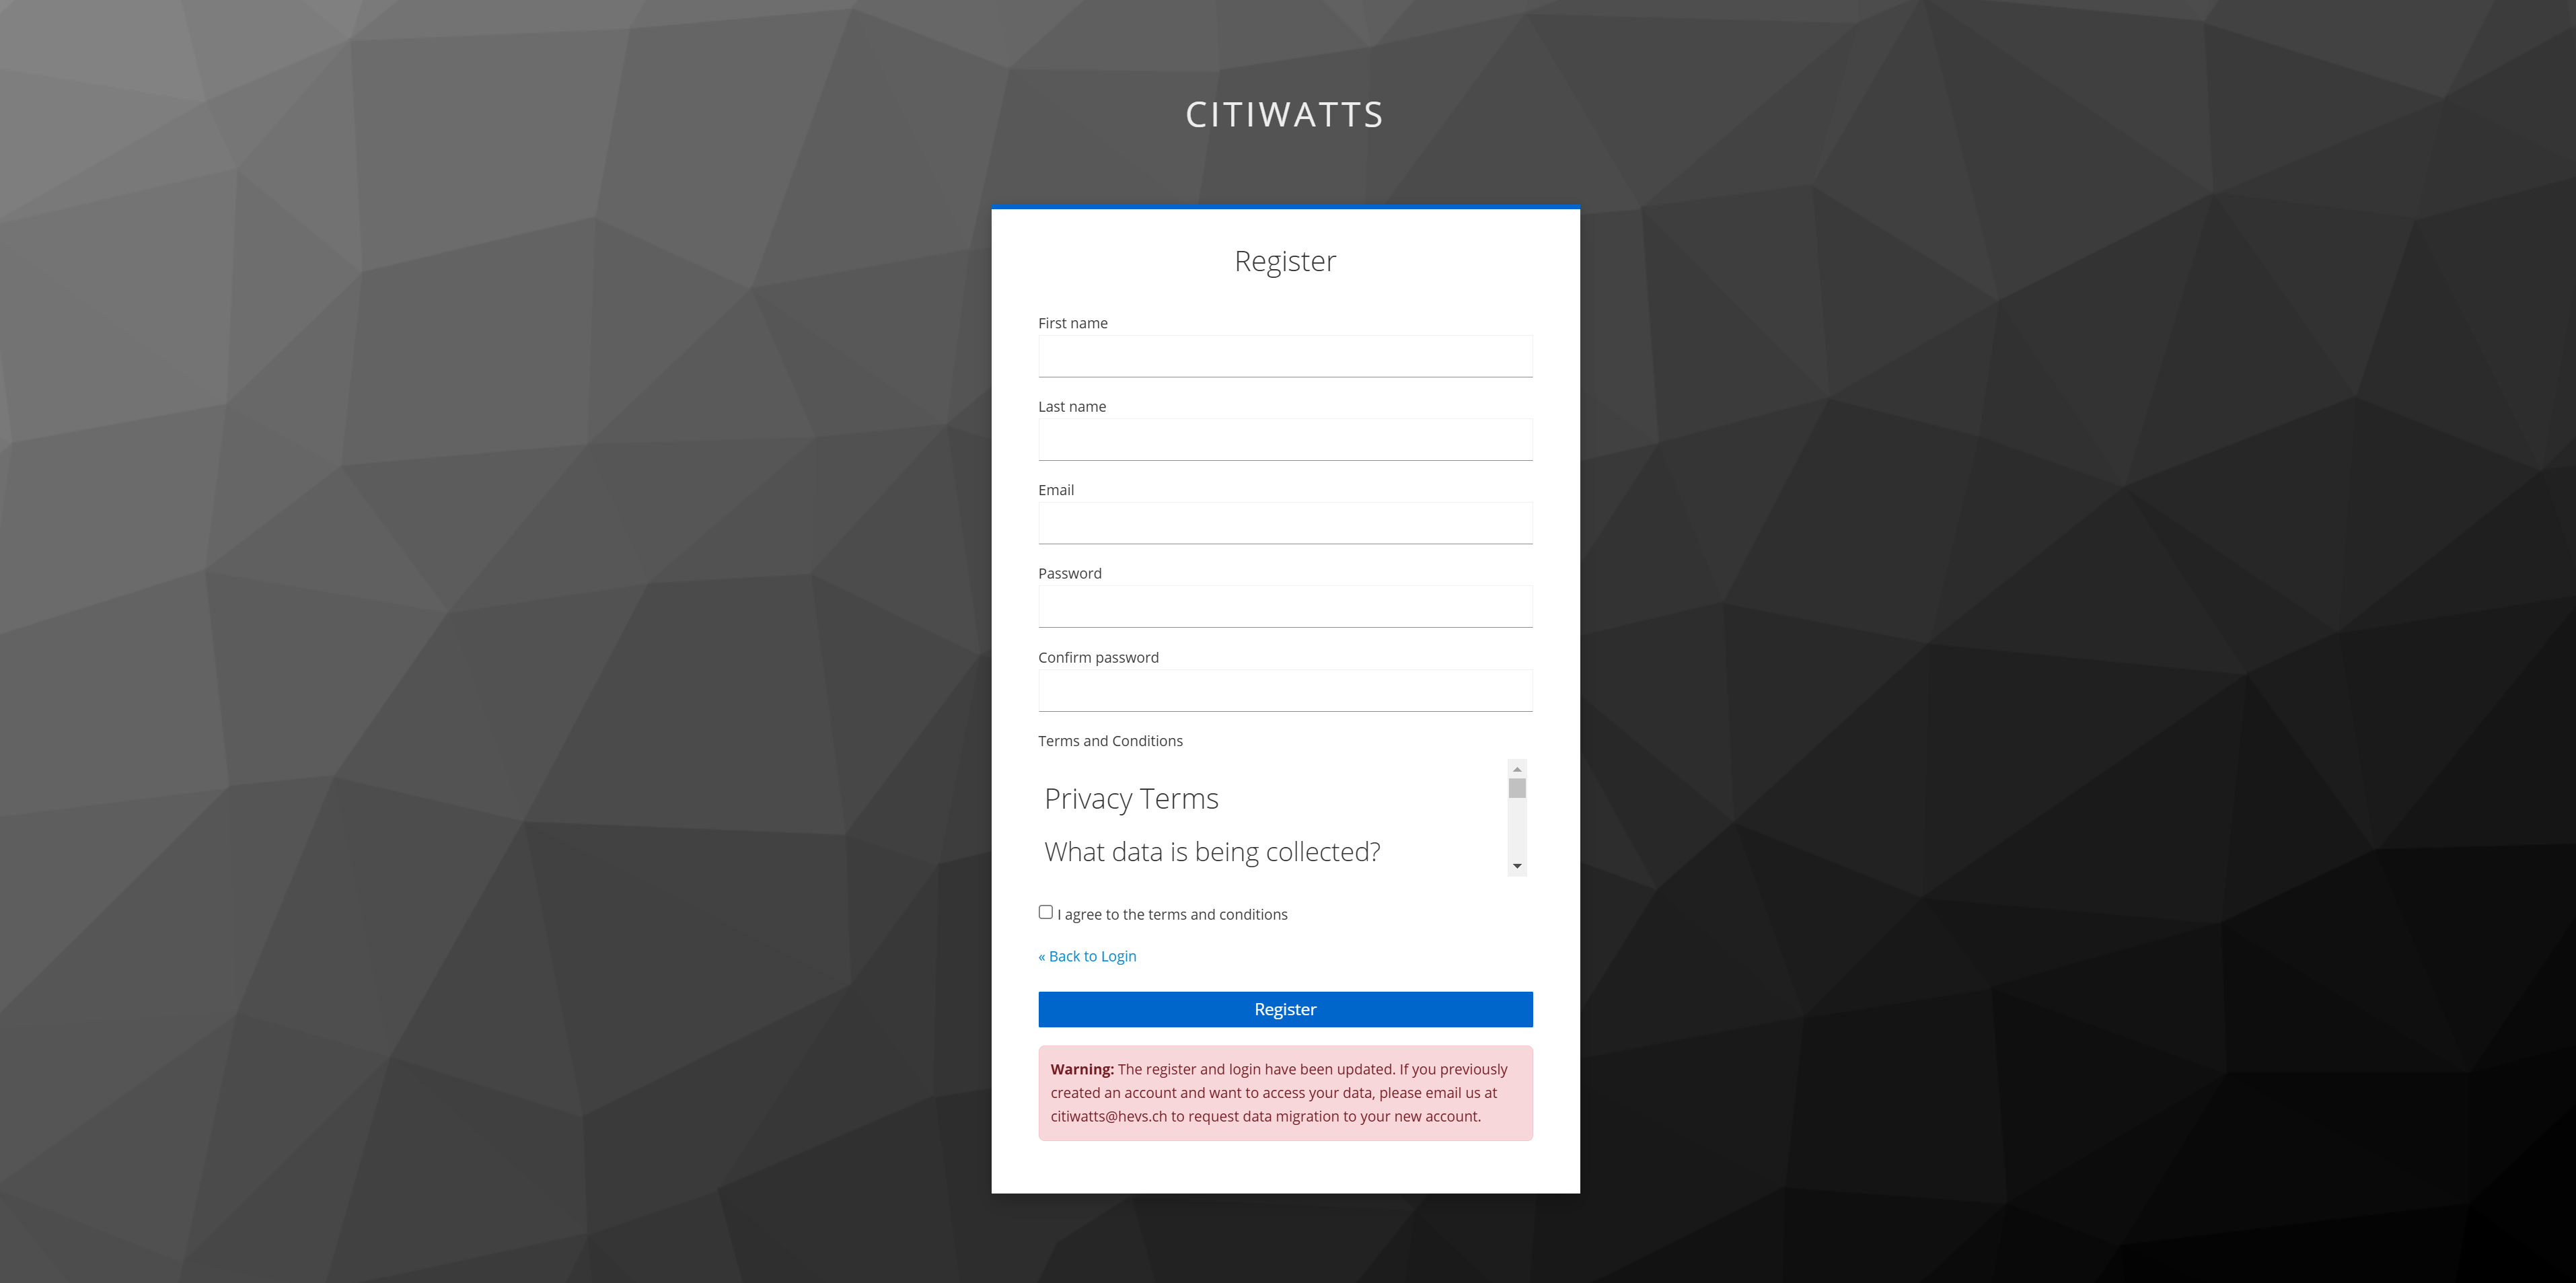 CITIWATTS
Register
First name
Last name
Email
Password
Confirm password
Terms and Conditions
Privacy Terms
What data is being collected?
I agree to the terms and conditions
« Back to Login
Register
Warning: The register and login have been updated. If you previously
created an account and want to access your data, please email us at
citiwatts@hevs.ch to request data migration to your new account.